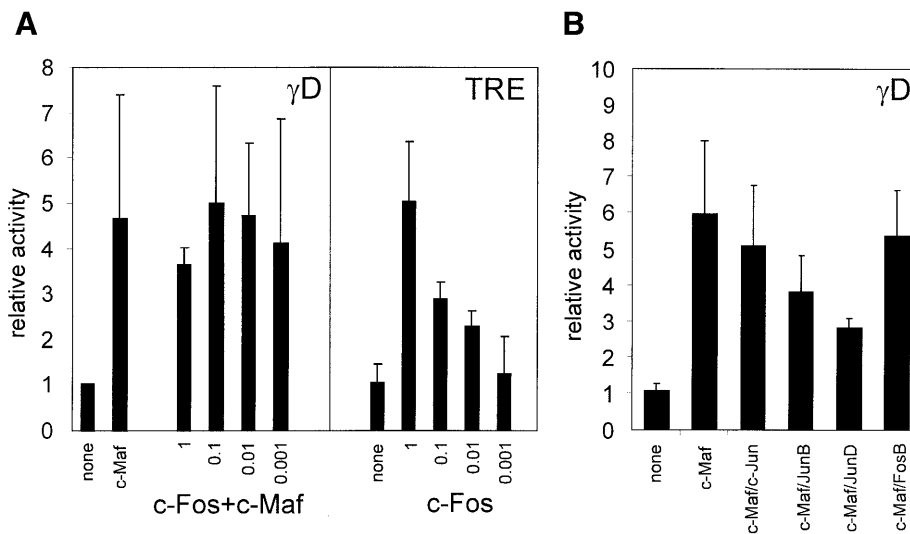 A
B
8
7
6
5
4
3
2
1
0
relative activity
γD
TRE
none
c-Maf
1
0.1
0.01
0.001
c-Fos+c-Maf
none
1
0.1
0.01
0.001
c-Fos
10
9
8
7
6
5
4
3
2
1
0
relative activity
γD
none
c-Maf
c-Maf/c-Jun
c-Maf/JunB
c-Maf/JunD
c-Maf/FosB